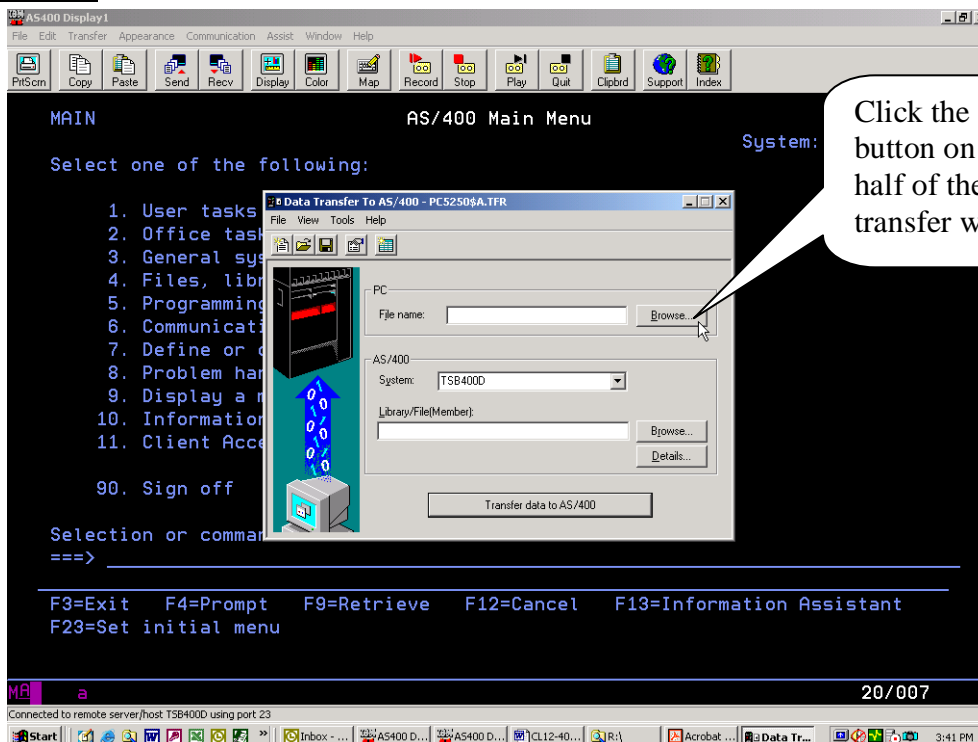 AS400 Display1
File Edit Transfer Appearance Communication Assist Window Help
PrtScrn Copy Paste Send Recv Display Color Map Record Stop Play Quit Clipbrd Support Index
MAIN AS/400 Main Menu
System:
Select one of the following:
1. User tasks
2. Office task
3. General sys
4. Files, libr
5. Programming
6. Communicati
7. Define or
8. Problem han
9. Display a
10. Information
11. Client Acce
90. Sign off
Selection or comman
===>
F3=Exit F4=Prompt F9=Retrieve F12=Cancel F13=Information Assistant
F23=Set initial menu
MA a 20/007
Connected to remote server/host TSB400D using port 23
Start Inbox - ... AS400 D... AS400 D... CL12-40... R:\ Acrobat ... Data Tr... 3:41 PM
Data Transfer To AS/400 - PC5250$A.TFR
File View Tools Help
PC
File name: Browse...
AS/400
System: TSB400D
Library/File(Member):
Browse...
Details...
Transfer data to AS/400
Click the
button on
half of the
transfer w